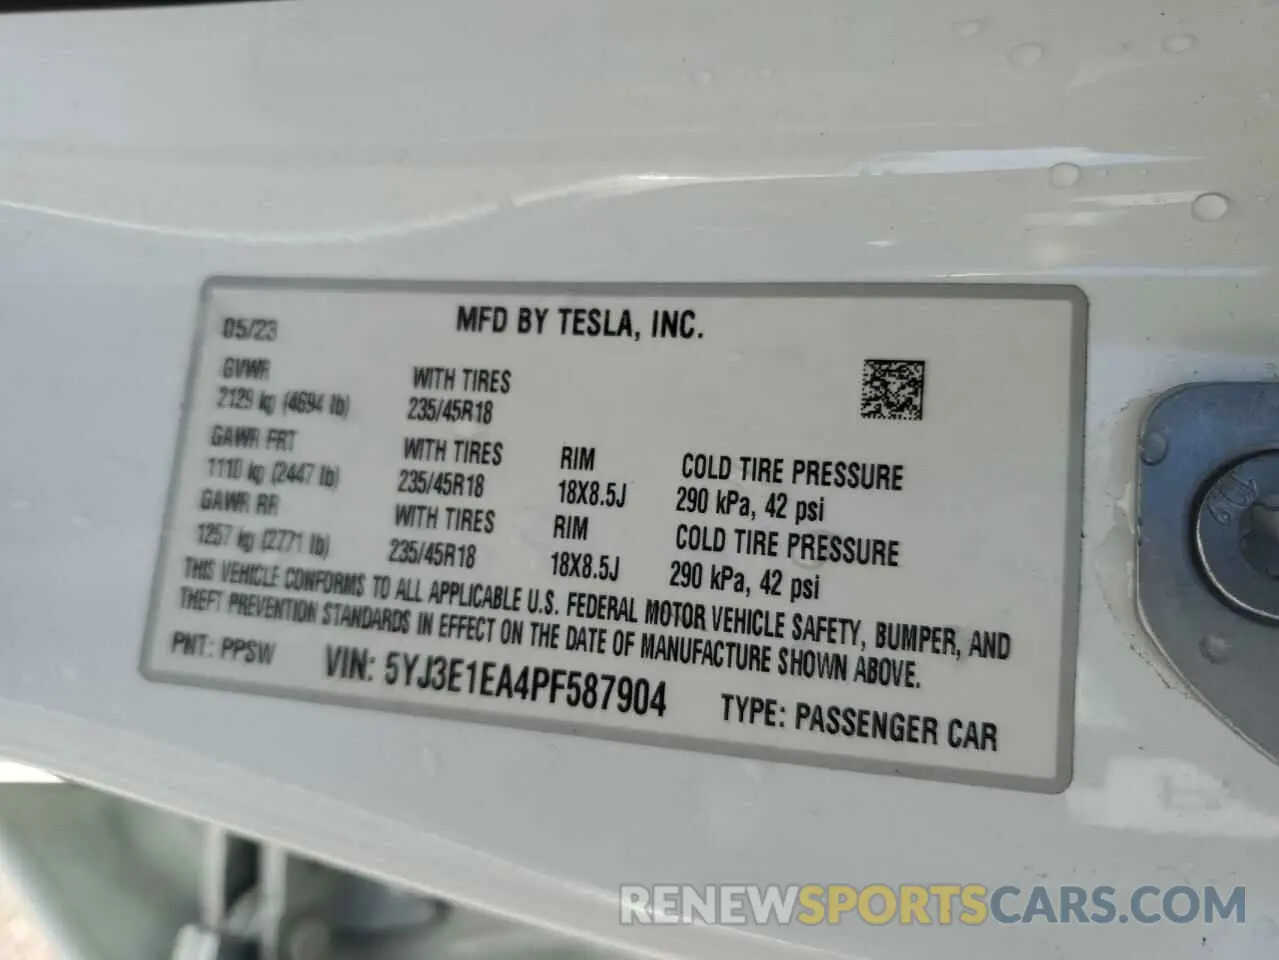 05/23 MFD BY TESLA, INC.
GVWR WITH TIRES
2129 kg (4694 lb) 235/45R18
GAWR FRT WITH TIRES RIM COLD TIRE PRESSURE
1110 kg (2447 lb) 235/45R18 18X8.5J 290 kPa, 42 psi
GAWR RR WITH TIRES RIM COLD TIRE PRESSURE
1257 kg (2771 lb) 235/45R18 18X8.5J 290 kPa, 42 psi
THIS VEHICLE CONFORMS TO ALL APPLICABLE U.S. FEDERAL MOTOR VEHICLE SAFETY, BUMPER, AND
THEFT PREVENTION STANDARDS IN EFFECT ON THE DATE OF MANUFACTURE SHOWN ABOVE.
PNT: PPSW VIN: 5YJ3E1EA4PF587904 TYPE: PASSENGER CAR
RENEWSPORTSCARS.COM